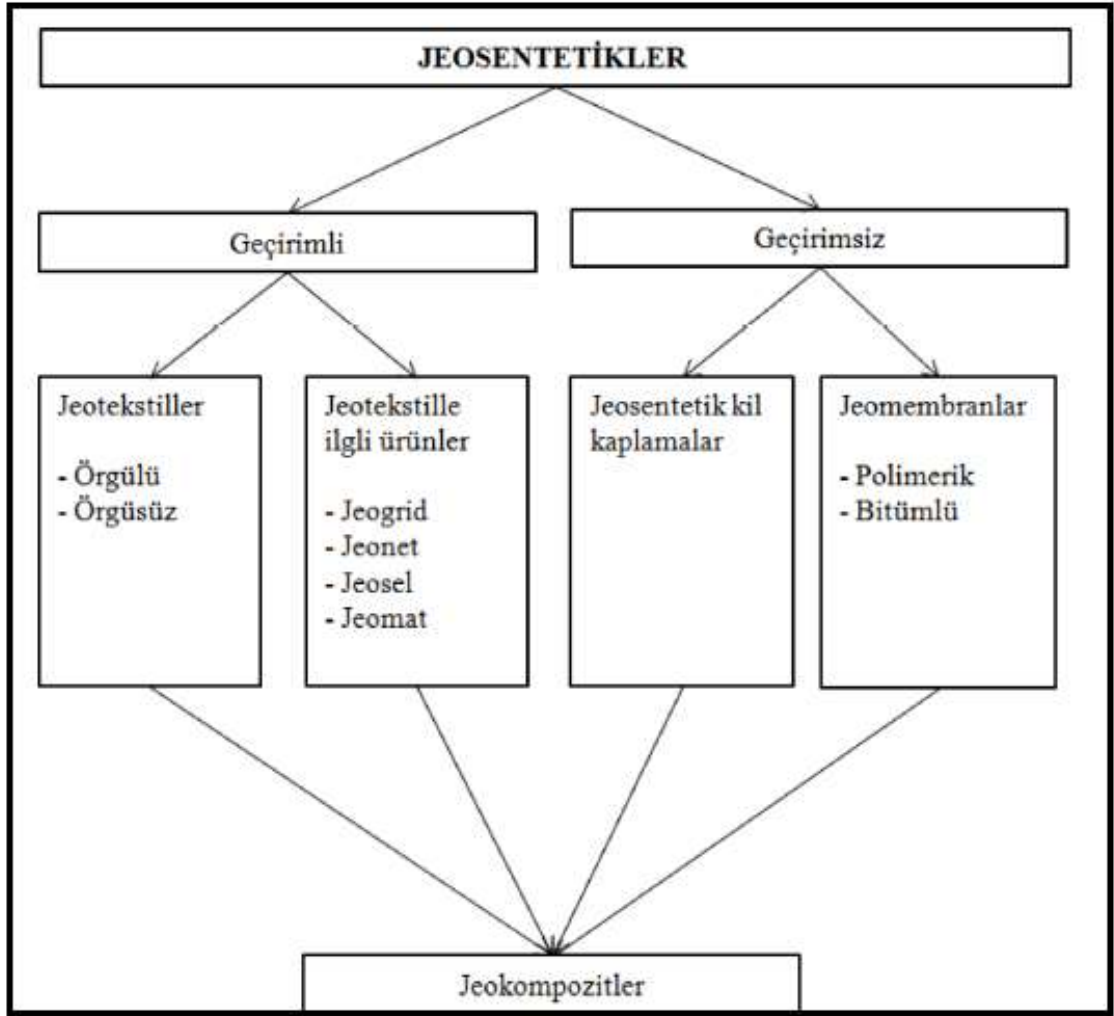 JEOSENTETİKLER
Geçirimli
Geçirimsiz
Jeotekstiller
- Örgülü
- Örgüsüz
Jeotekstille
ilgli ürünler
- Jeogrid
- Jeonet
- Jeosel
- Jeomat
Jeosentetik kil
kaplamalar
Jeomembranlar
- Polimerik
- Bitümlü
Jeokompozitler